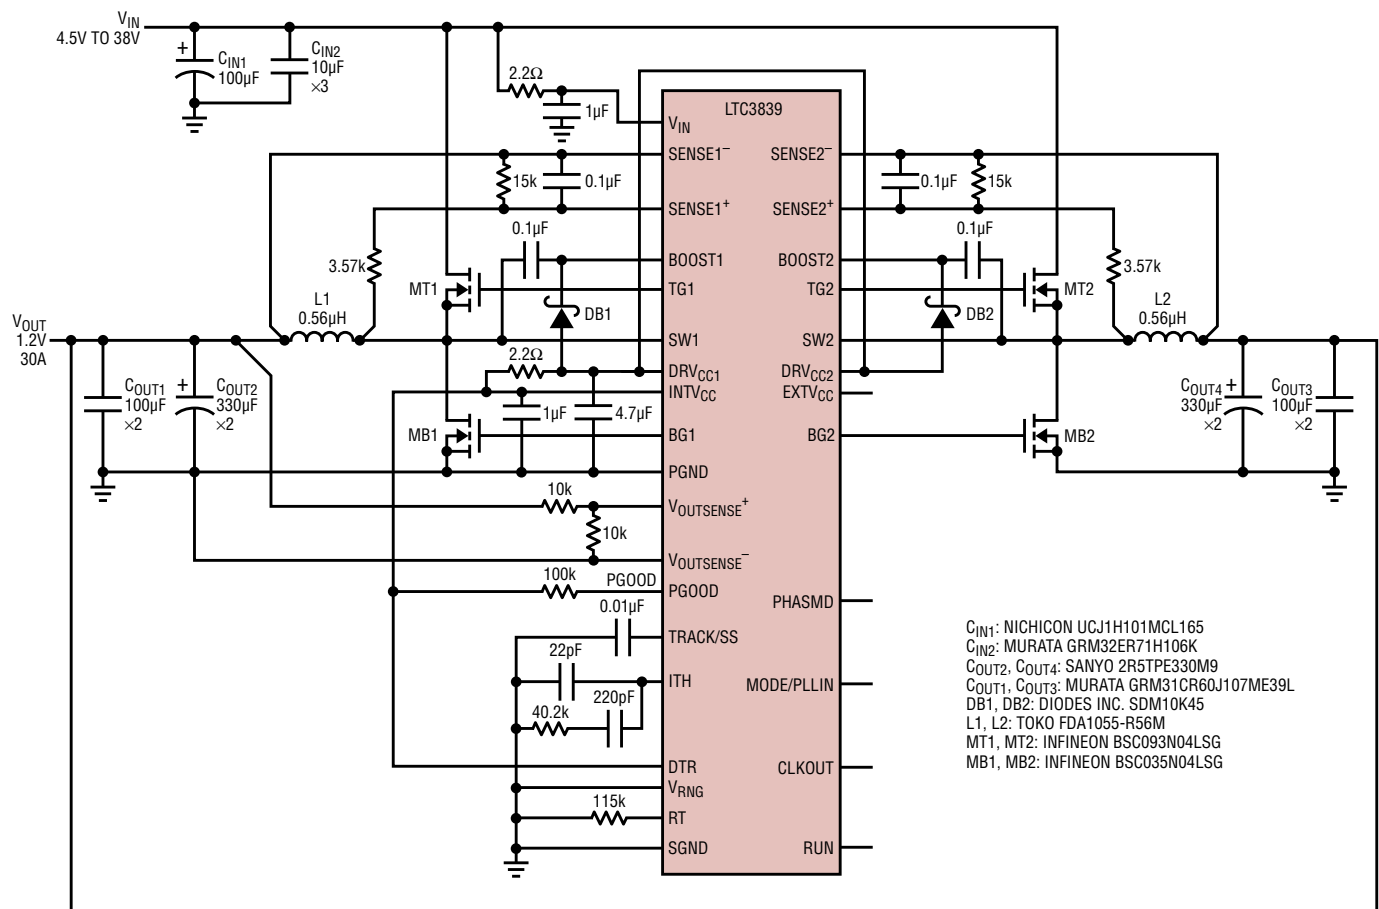 VIN
4.5V TO 38V
CIN1
100µF
CIN2
10µF
×3
2.2Ω
1µF
LTC3839
VIN
SENSE1–
SENSE2–
15k
0.1µF
0.1µF
15k
SENSE1+
SENSE2+
0.1µF
0.1µF
3.57k
BOOST1
BOOST2
3.57k
MT1
TG1
TG2
MT2
L1
0.56µH
DB1
DB2
L2
0.56µH
VOUT
1.2V
30A
SW1
SW2
2.2Ω
DRVCC1
DRVCC2
INTVCC
EXTVCC
COUT1
100µF
×2
+
COUT2
330µF
×2
1µF
4.7µF
COUT4
330µF
×2
+
COUT3
100µF
×2
MB1
BG1
BG2
MB2
PGND
10k
VOUTSENSE+
10k
VOUTSENSE–
100k
PGOOD
PGOOD
PHASMD
0.01µF
TRACK/SS
22pF
ITH
MODE/PLLIN
220pF
40.2k
DTR
CLKOUT
VRNG
115k
RT
SGND
RUN
+
CIN1: NICHICON UCJ1H101MCL165
CIN2: MURATA GRM32ER71H106K
COUT2, COUT4: SANYO 2R5TPE330M9
COUT1, COUT3: MURATA GRM31CR60J107ME39L
DB1, DB2: DIODES INC. SDM10K45
L1, L2: TOKO FDA1055-R56M
MT1, MT2: INFINEON BSC093N04LSG
MB1, MB2: INFINEON BSC035N04LSG